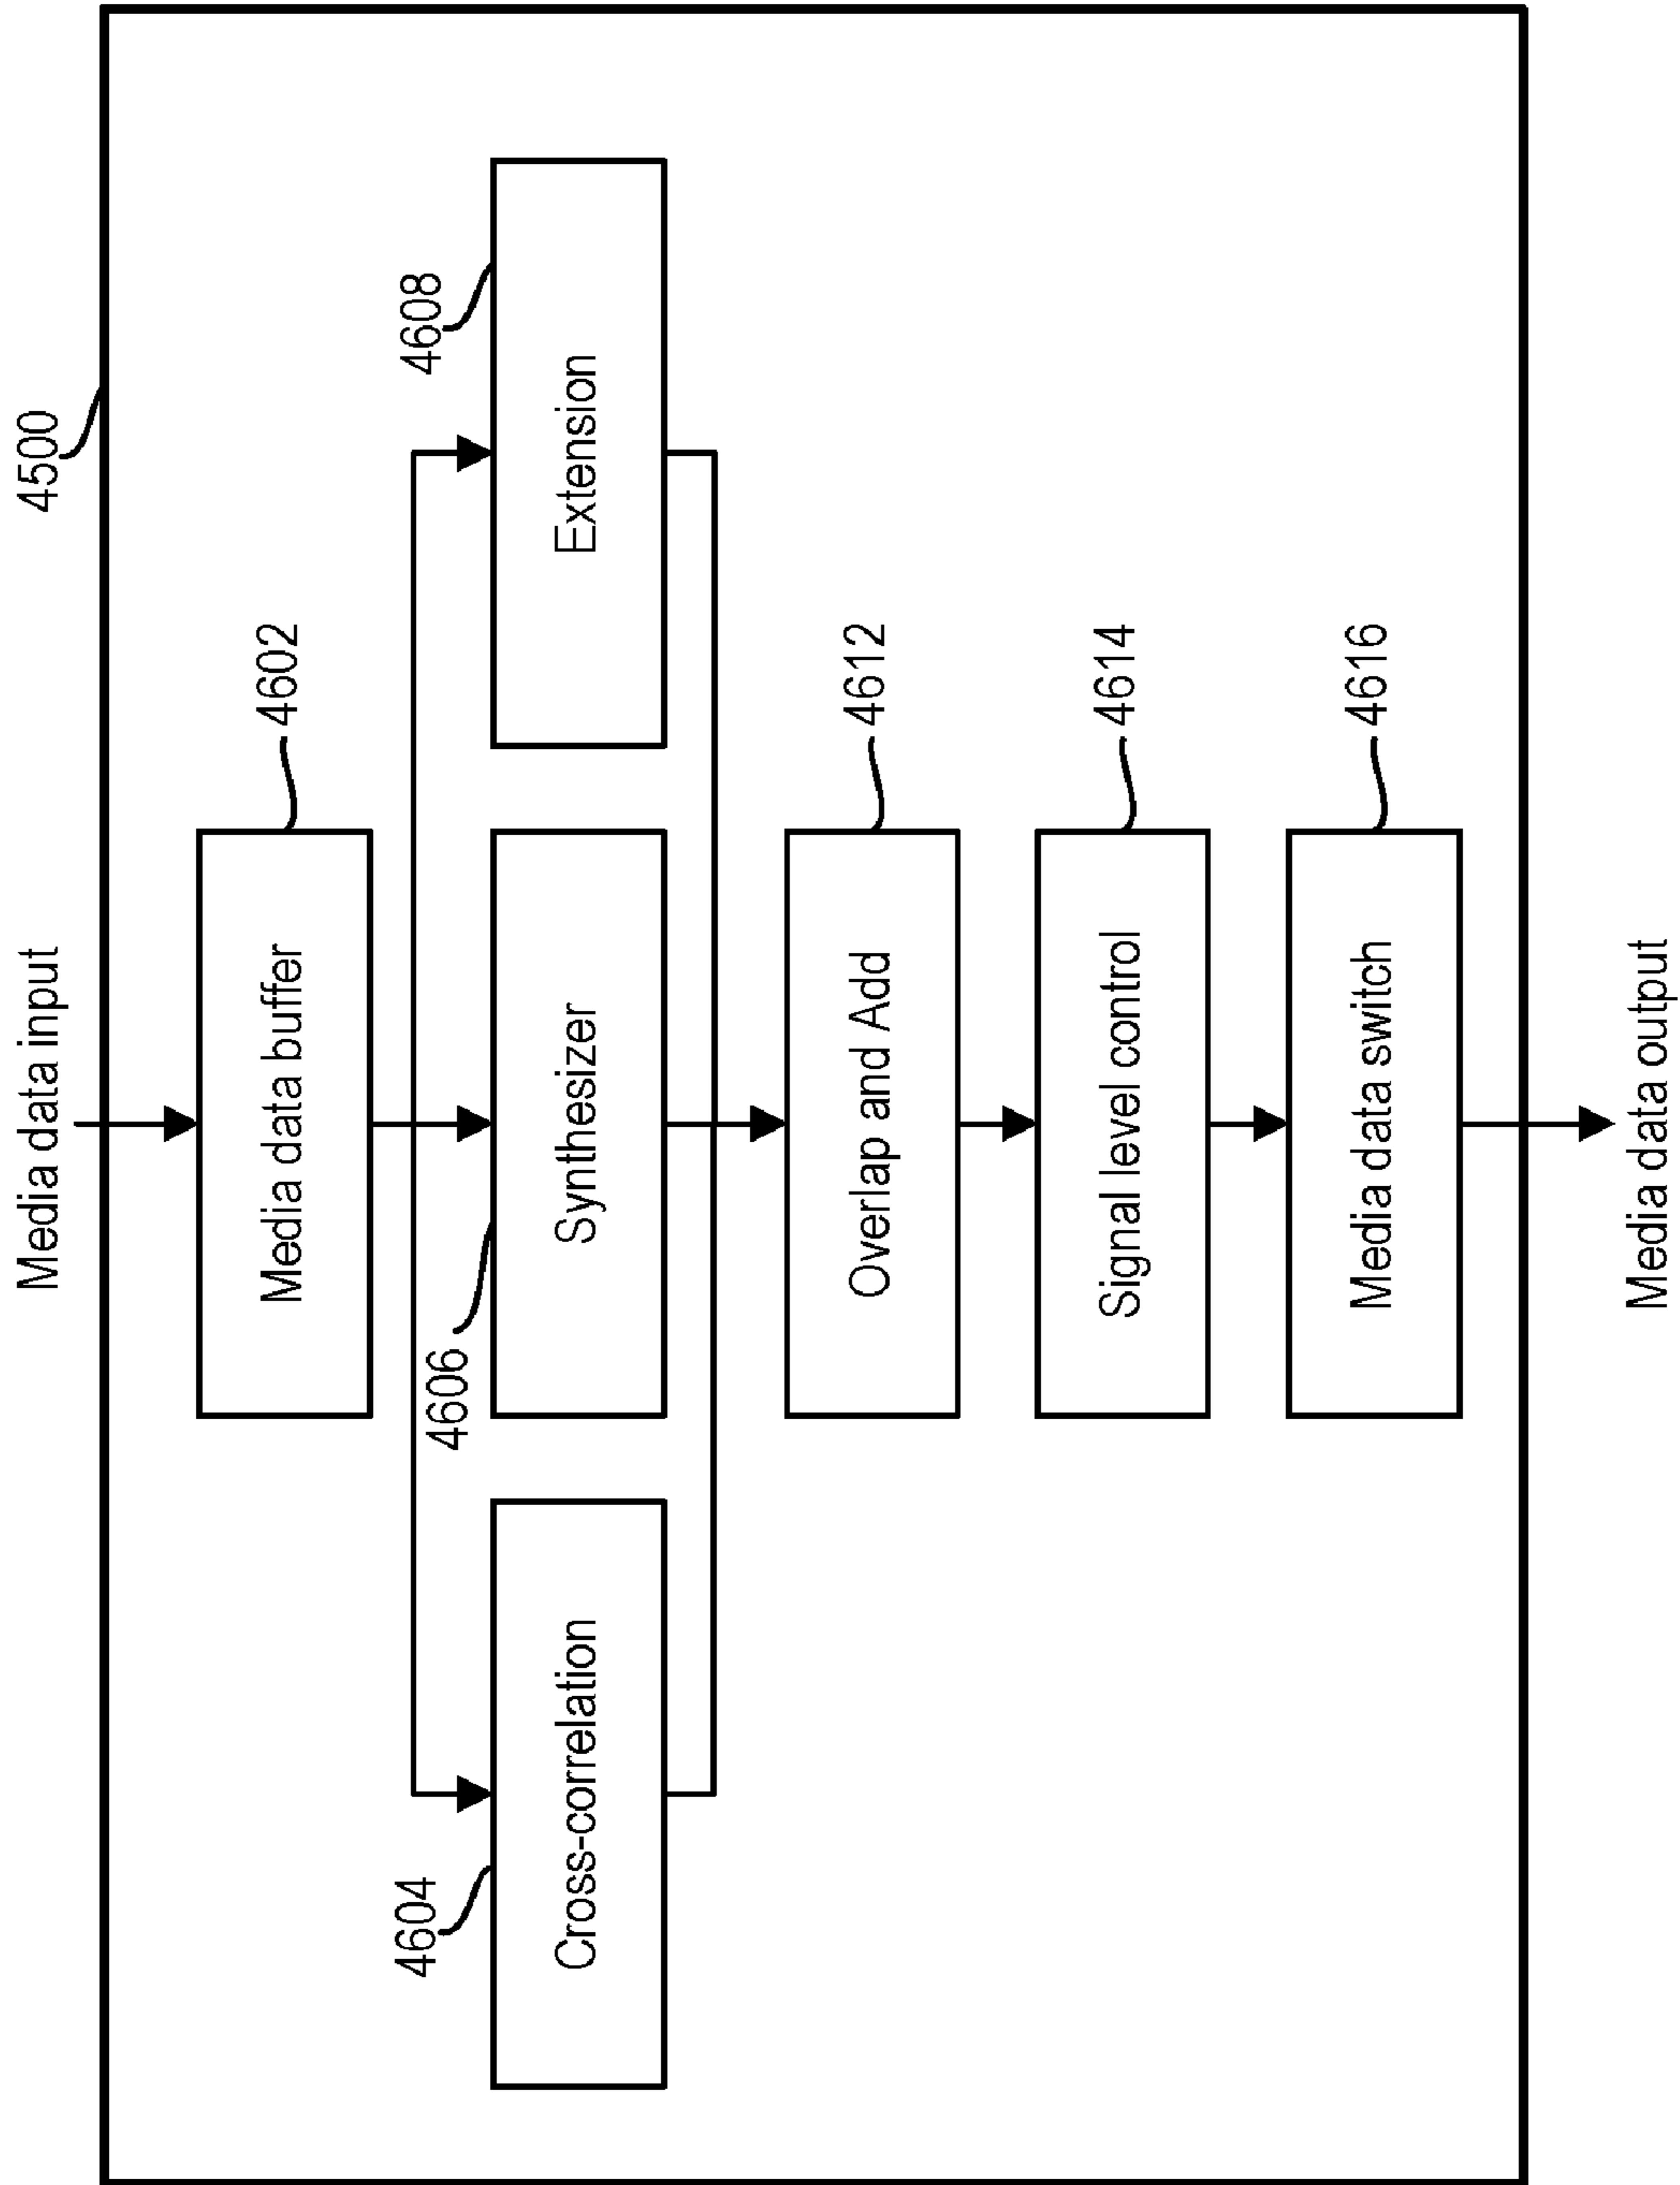 Media data input
4500
Media data buffer
4602
4604
4606
4608
Cross-correlation
Synthesizer
Extension
Overlap and Add
4612
Signal level control
4614
Media data switch
4616
Media data output